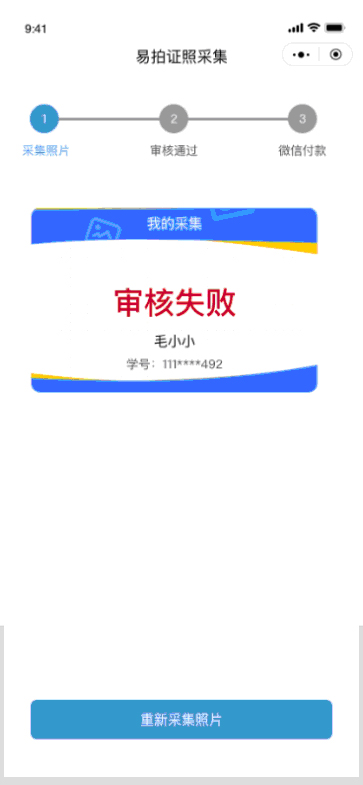 9:41
易拍证照采集
1
2
3
采集照片
审核通过
微信付款
我的采集
审核失败
毛小小
学号：111****492
重新采集照片